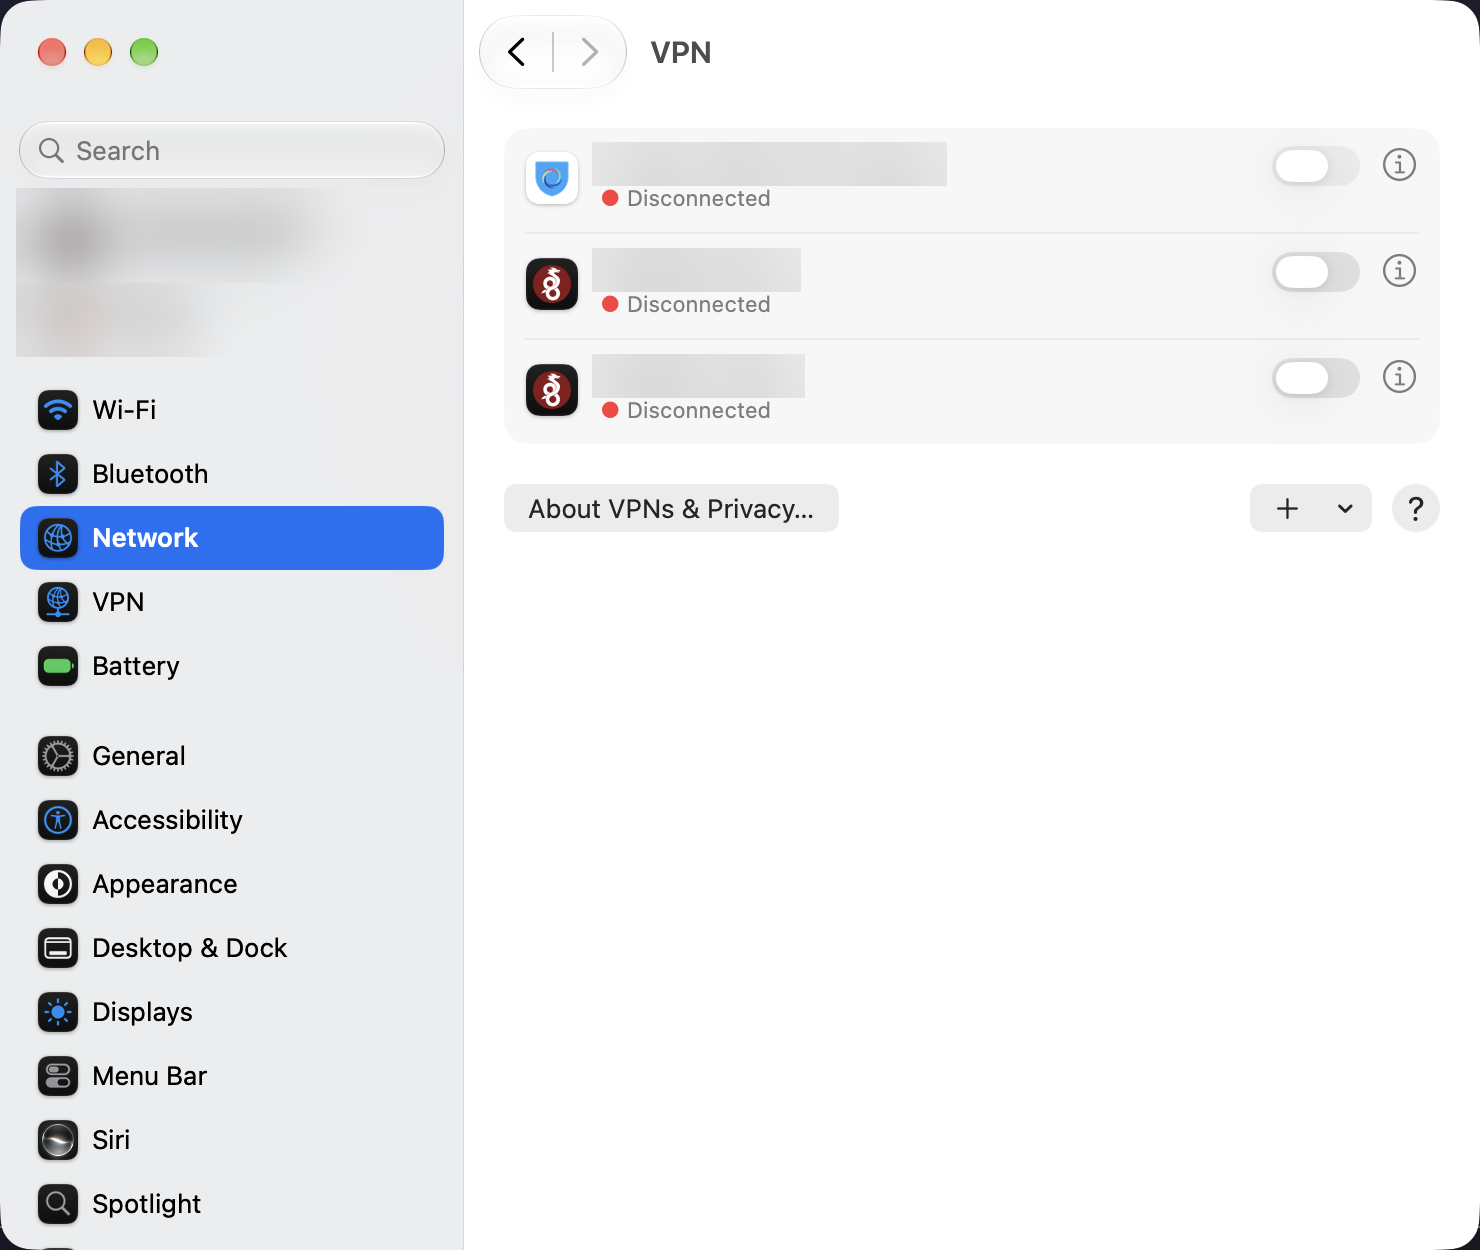 VPN
Search
Disconnected
Disconnected
Disconnected
About VPNs & Privacy...
?
Wi-Fi
Bluetooth
Network
VPN
Battery
General
Accessibility
Appearance
Desktop & Dock
Displays
Menu Bar
Siri
Spotlight